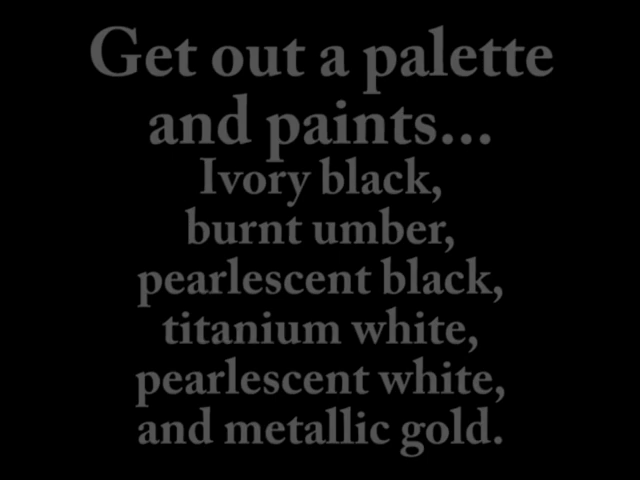 Get out a palette
and paints...
Ivory black,
burnt umber,
pearlescent black,
titanium white,
pearlescent white,
and metallic gold.